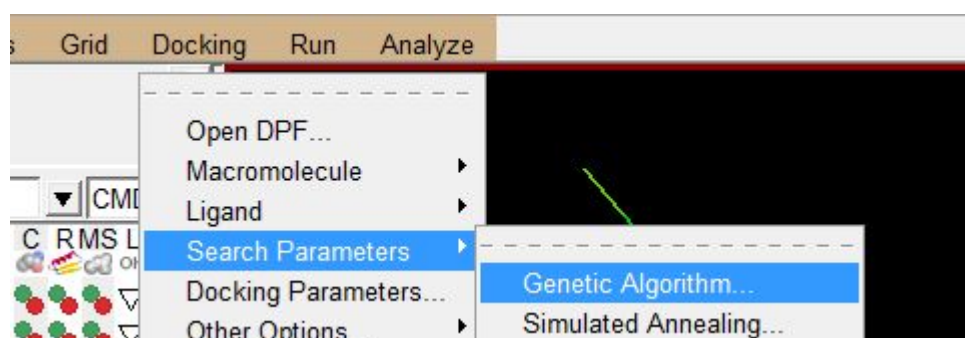 s Grid Docking Run Analyze
Open DPF...
Macromolecule
CMD
Ligand
C RMS L
Search Parameters
Genetic Algorithm...
Docking Parameters...
Simulated Annealing...
Other Options...